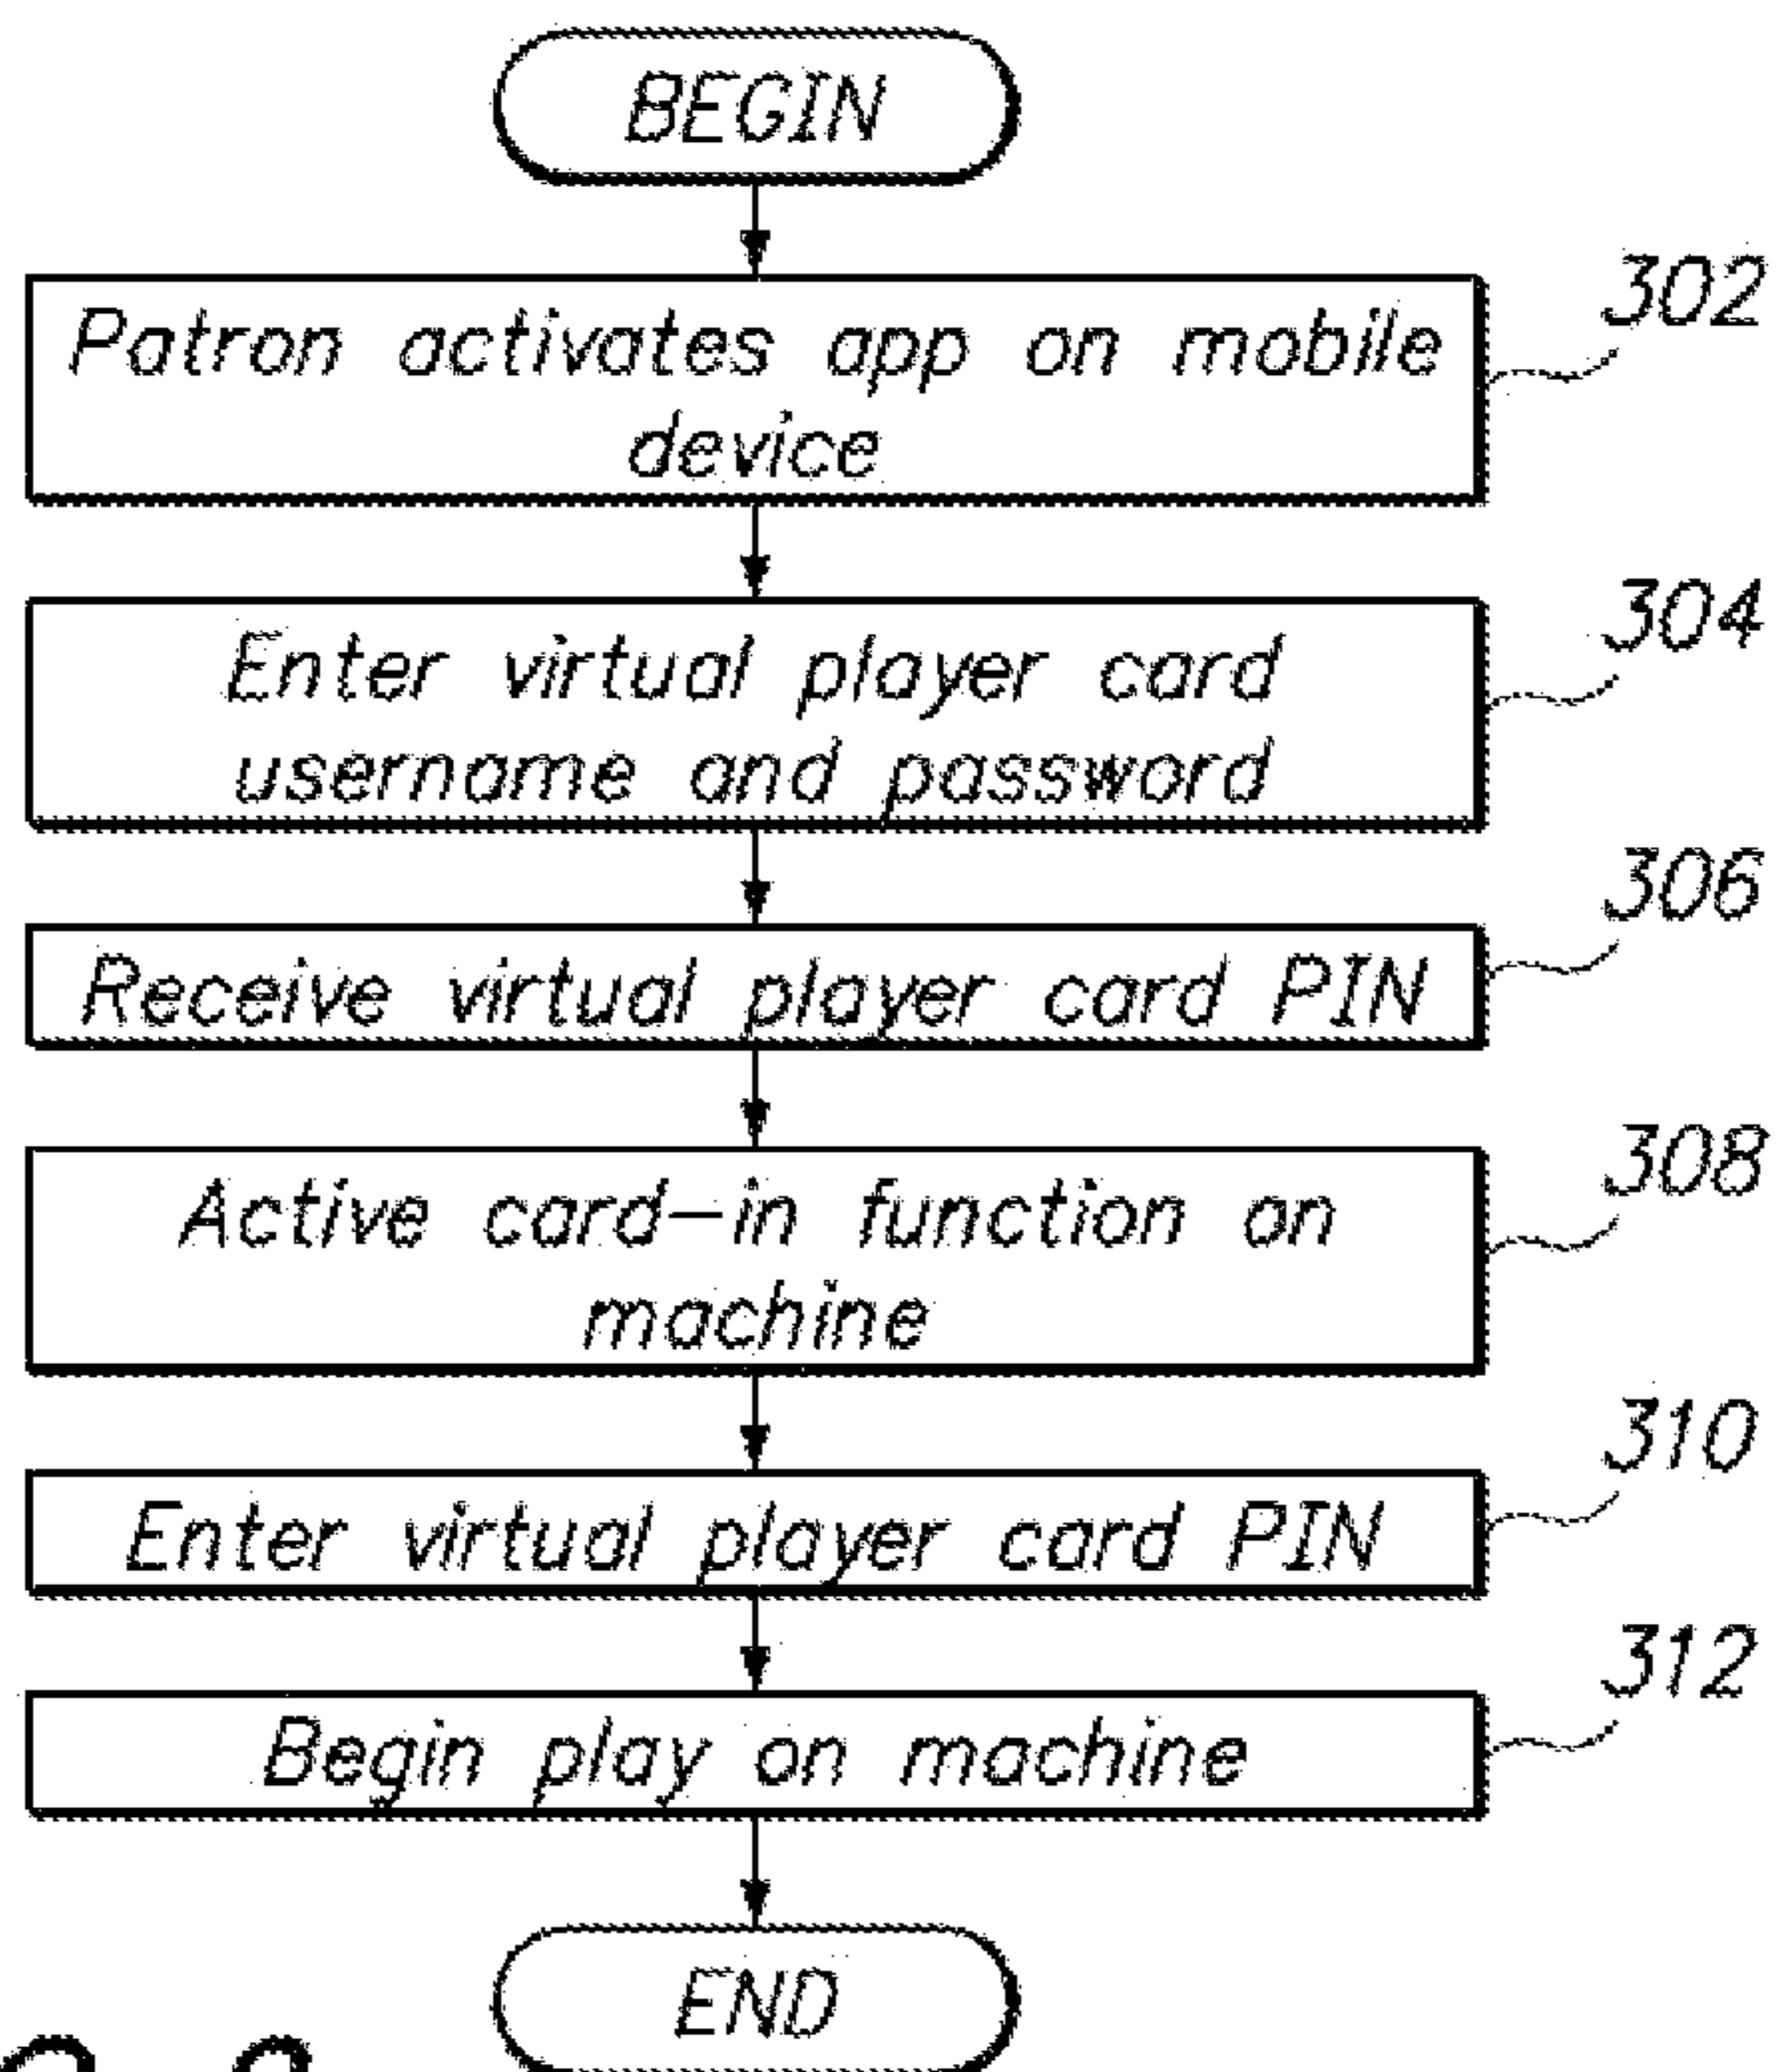 BEGIN
302
Patron activates app on mobile
device
304
Enter virtual player card
username and password
306
Receive virtual player card PIN
308
Active card-in function on
machine
310
Enter virtual player card PIN
312
Begin play on machine
END